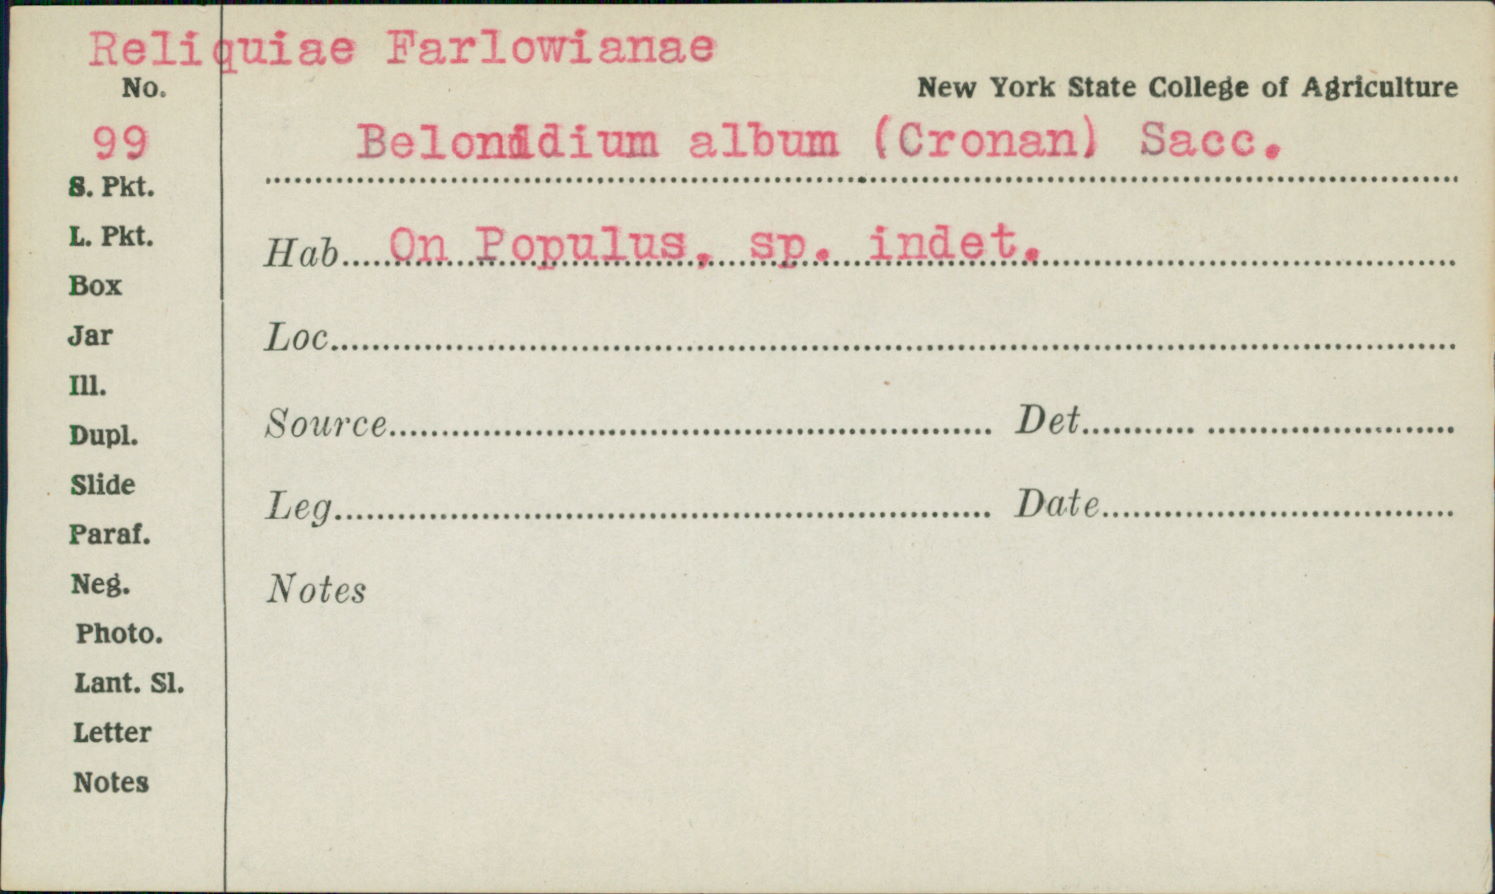 Reliquiae Farlowianae
No.
New York State College of Agriculture
99
Belonidium album (Cronan) Sacc.
S. Pkt.
L. Pkt.
Hab.....On Populus, sp. indet.
Box
Jar
Loc
Ill.
Dupl.
Source
Det
Slide
Leg
Date
Paraf.
Neg.
Notes
Photo.
Lant. Sl.
Letter
Notes